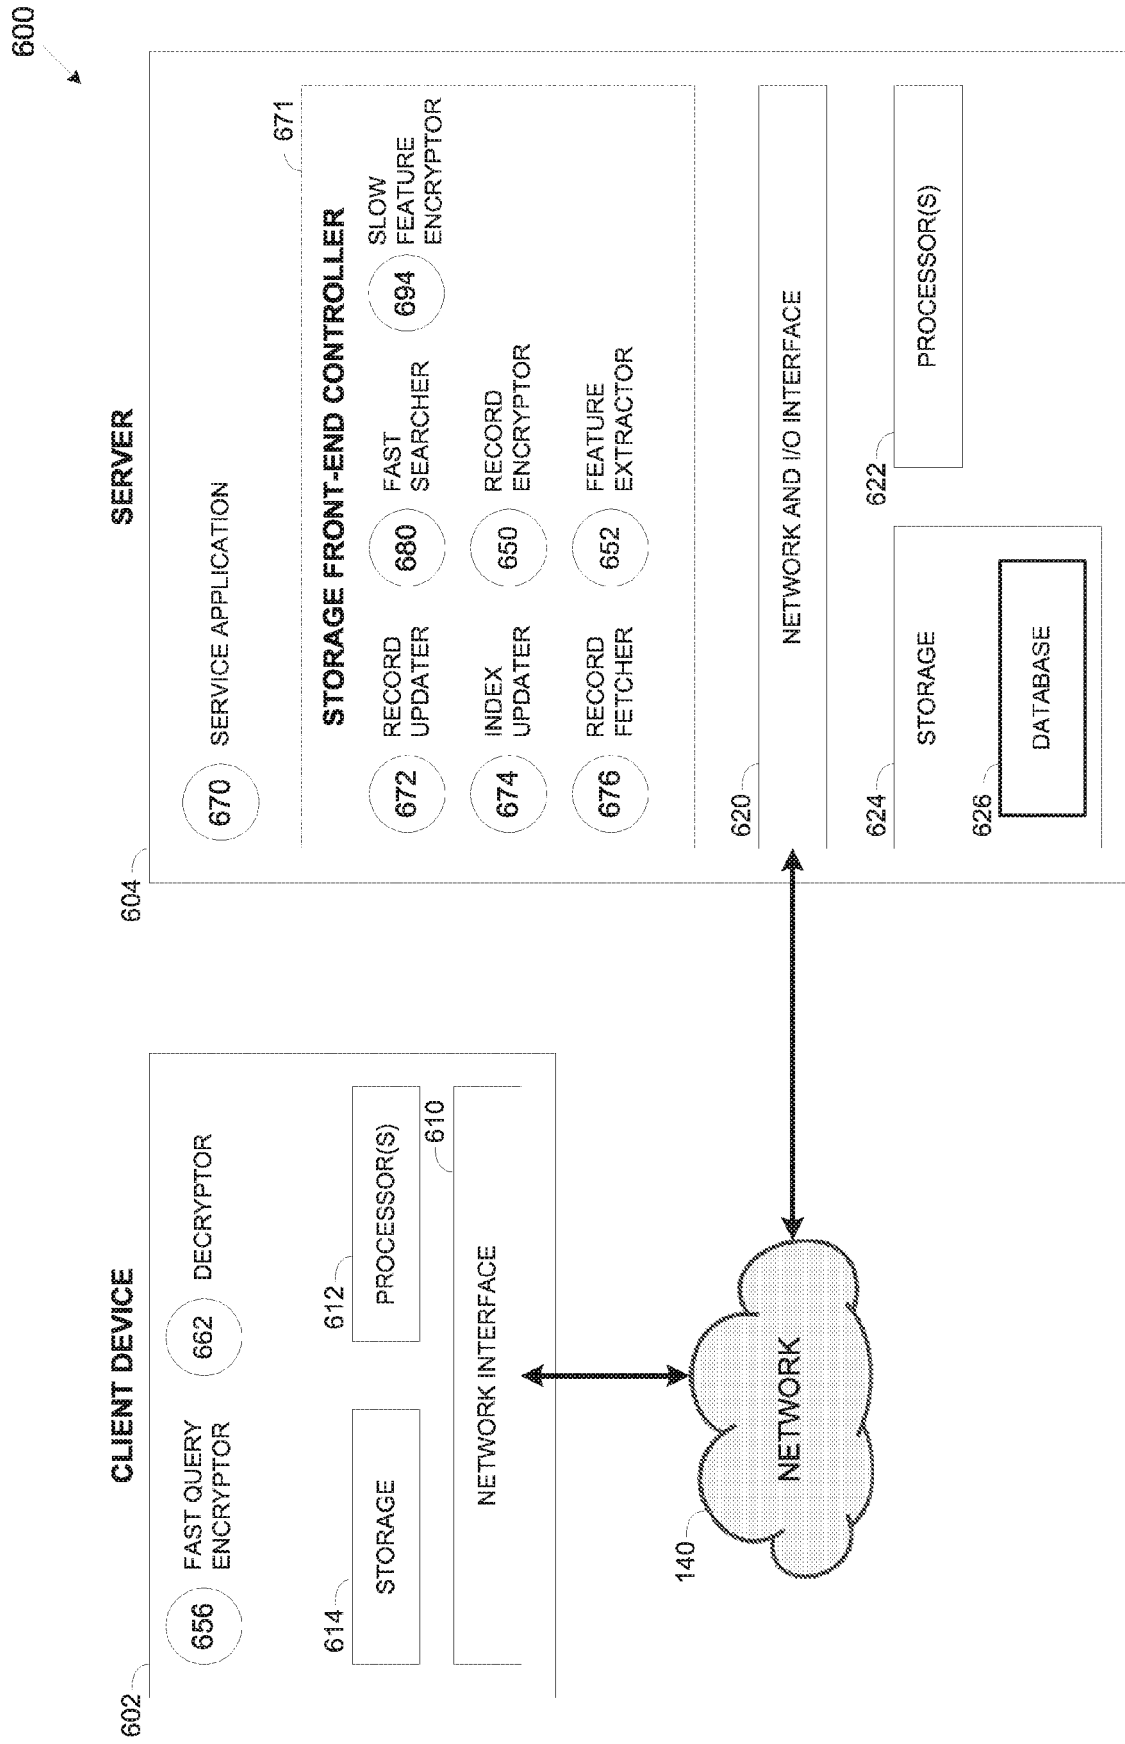 600
CLIENT DEVICE
602
656
FAST QUERY
ENCRYPTOR
662
DECRYPTOR
614
STORAGE
612
PROCESSOR(S)
610
NETWORK INTERFACE
140
NETWORK
SERVER
604
670
SERVICE APPLICATION
671
STORAGE FRONT-END CONTROLLER
672
RECORD
UPDATER
680
FAST
SEARCHER
694
SLOW
FEATURE
ENCRYPTOR
674
INDEX
UPDATER
650
RECORD
ENCRYPTOR
676
RECORD
FETCHER
652
FEATURE
EXTRACTOR
620
NETWORK AND I/O INTERFACE
624
STORAGE
626
DATABASE
622
PROCESSOR(S)